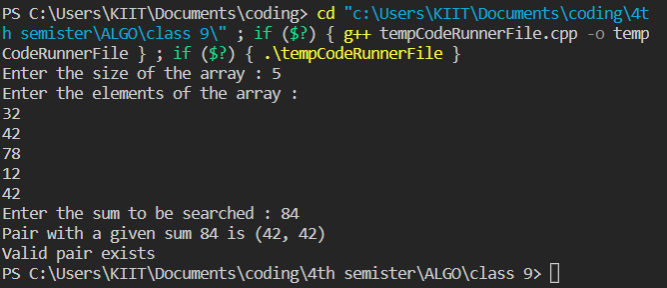 PS C:\Users\KIIT\Documents\coding> cd "c:\Users\KIIT\Documents\coding\4t
h semister\ALGO\class 9\" ; if ($?) { g++ tempCodeRunnerFile.cpp -o temp
CodeRunnerFile } ; if ($?) { .\tempCodeRunnerFile }
Enter the size of the array : 5
Enter the elements of the array :
32
42
78
12
42
Enter the sum to be searched : 84
Pair with a given sum 84 is (42, 42)
Valid pair exists
PS C:\Users\KIIT\Documents\coding\4th semister\ALGO\class 9>